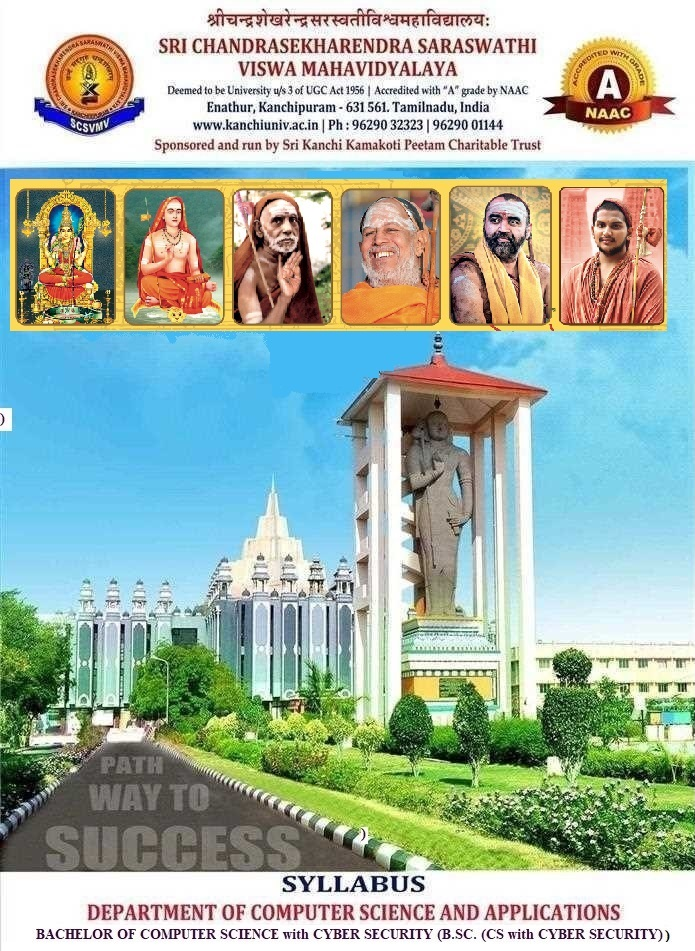 श्रीचन्द्रशेखरेन्द्रसरस्वतीविश्वमहाविद्यालय:
SRI CHANDRASEKHARENDRA SARASWATHI
VISWA MAHAVIDYALAYA
Deemed to be University u/s 3 of UGC Act 1956 | Accredited with "A" grade by NAAC
Enathur, Kanchipuram - 631 561. Tamilnadu, India
www.kanchiuniv.ac.in | Ph : 96290 32323 | 96290 01144
Sponsored and run by Sri Kanchi Kamakoti Peetam Charitable Trust
SCSVMV
ACCREDITED WITH GRADE
A
NAAC
)
PATH
WAY TO
SUCCESS
)
SYLLABUS
DEPARTMENT OF COMPUTER SCIENCE AND APPLICATIONS
BACHELOR OF COMPUTER SCIENCE with CYBER SECURITY (B.SC. (CS with CYBER SECURITY) )